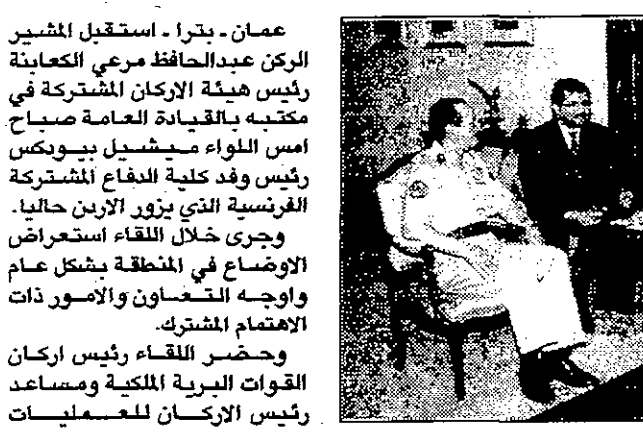 عمان ـ بترا ـ استقبل المشير
الركن عبدالحافظ مرعي الكعابنة
رئيس هيئة الاركان المشتركة في
مكتبه بالقيادة العامة صباح
امس اللواء ميشيل بيوبكس
رئيس وفد كلية الدفاع المشتركة
الفرنسية الذي يزور الاردن حاليا.
وجرى خلال اللقاء استعراض
الاوضاع في المنطقة بشكل عام
واوجه التعاون والامور ذات
الاهتمام المشترك.
وحضر اللقاء رئيس اركان
القوات البرية الملكية ومساعد
رئيس الاركان للعمليات